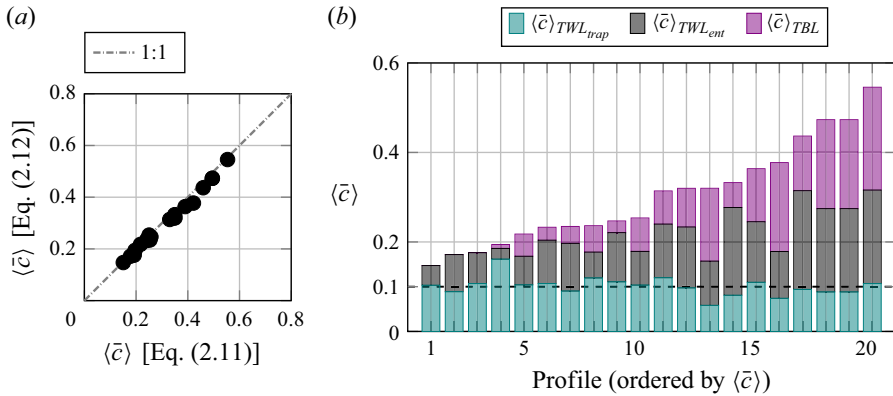 (a)
1:1
0.8
0.6
0.4
0.2
0
0.2
0.4
0.6
0.8
⟨c̄⟩ [Eq. (2.12)]
⟨c̄⟩ [Eq. (2.11)]
(b)
⟨c̄⟩TWLtrap ⟨c̄⟩TWLent ⟨c̄⟩TBL
0.6
0.4
0.2
0.1
0
⟨c̄⟩
1 5 10 15 20
Profile (ordered by ⟨c̄⟩)